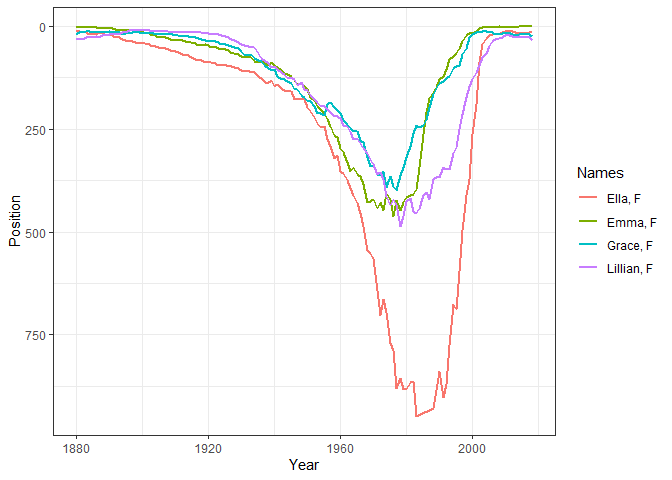 0
250
500
750
Position
1880
1920
1960
2000
Year
Names
Ella, F
Emma, F
Grace, F
Lillian, F